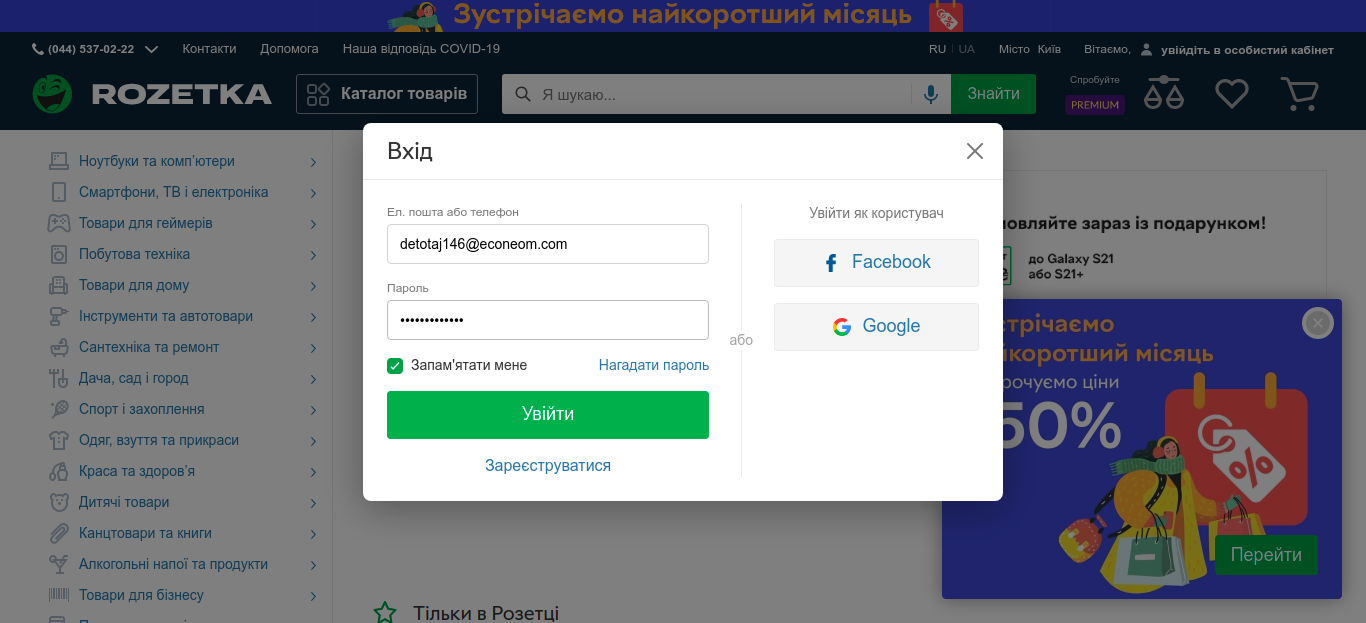 Зустрічаємо найкоротший місяць
(044) 537-02-22 Контакти Допомога Наша відповідь COVID-19 RU UA Місто Київ Вітаємо, увійдіть в особистий кабінет
ROZETKA Каталог товарів Я шукаю... Знайти Спробуйте PREMIUM
Вхід
Ел. пошта або телефон
detotaj146@econeom.com
Пароль
•••••••••••••
Запам'ятати мене Нагадати пароль
Увійти
Зареєструватися
або
Увійти як користувач
Facebook
Google
Ноутбуки та комп’ютери
Смартфони, ТВ і електроніка
Товари для геймерів
Побутова техніка
Товари для дому
Інструменти та автотовари
Сантехніка та ремонт
Дача, сад і город
Спорт і захоплення
Одяг, взуття та прикраси
Краса та здоров’я
Дитячі товари
Канцтовари та книги
Алкогольні напої та продукти
Товари для бізнесу
зараз із подарунком!
до Galaxy S21
або S21+
місяць
ціни
50%
%
Перейти
Тільки в Розетці